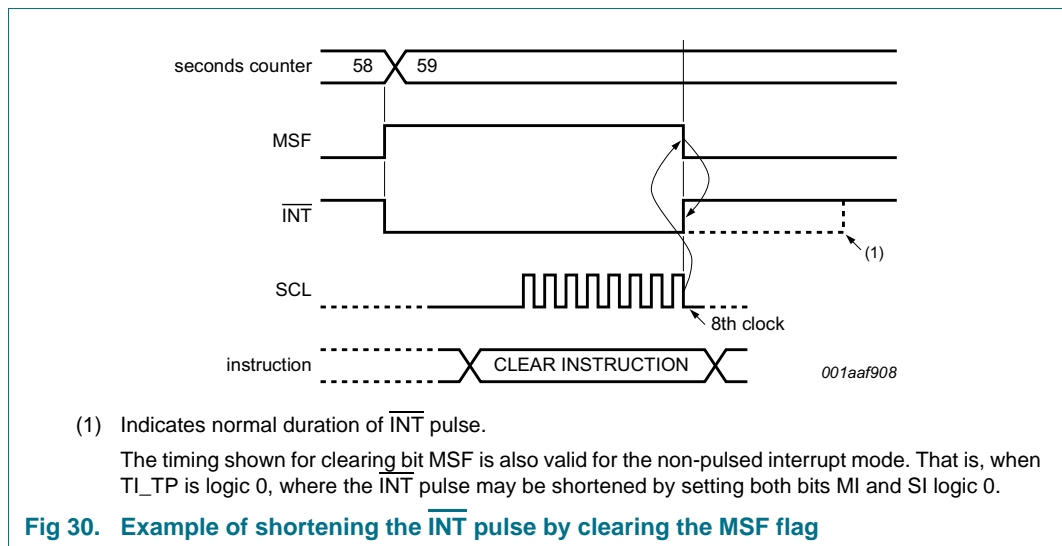 seconds counter 58 59
MSF
INT
(1)
SCL
8th clock
instruction CLEAR INSTRUCTION
001aaf908
(1) Indicates normal duration of INT pulse.
The timing shown for clearing bit MSF is also valid for the non-pulsed interrupt mode. That is, when
TI_TP is logic 0, where the INT pulse may be shortened by setting both bits MI and SI logic 0.
Fig 30. Example of shortening the INT pulse by clearing the MSF flag